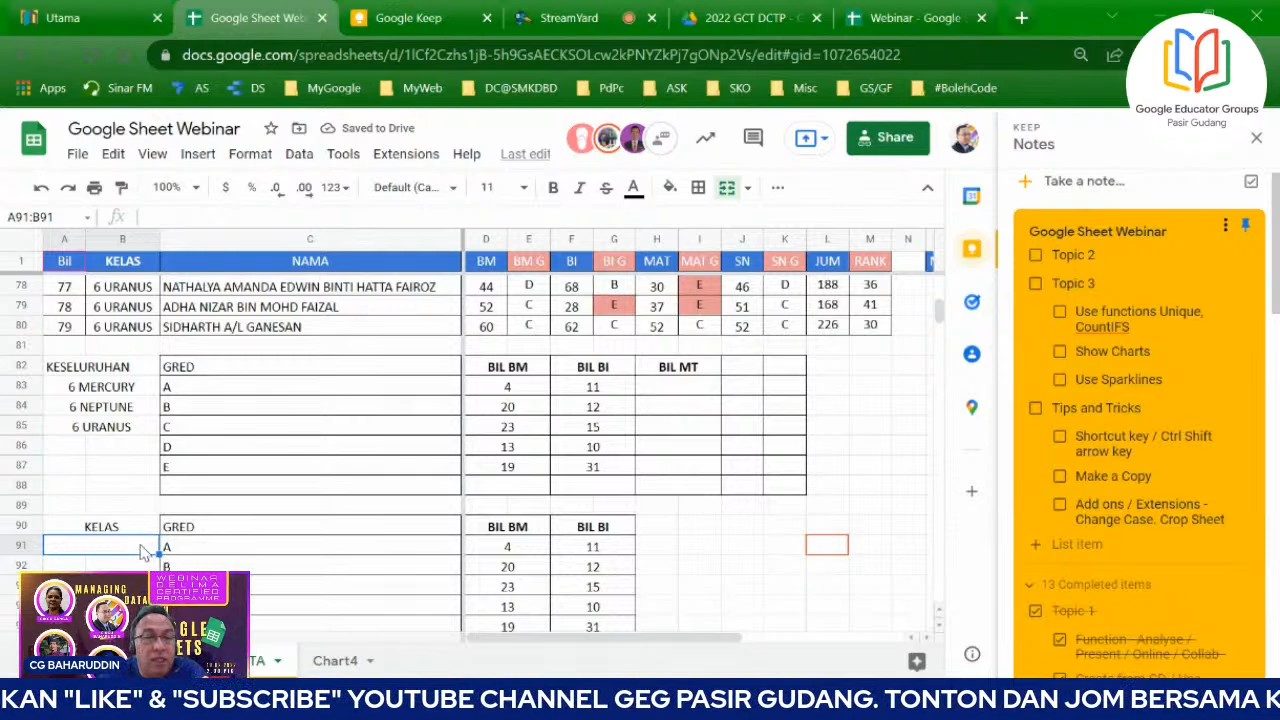 Utama
Google Sheet Web
Google Keep
StreamYard
2022 GCT DCTP - G
Webinar - Google
docs.google.com/spreadsheets/d/1lCf2Czhs1jB-5h9GsAECKSOLcw2kPNYZkPj7gONp2Vs/edit#gid=1072654022
Apps
Sinar FM
AS
DS
MyGoogle
MyWeb
DC@SMKDBD
PdPc
ASK
SKO
Misc
GS/GF
#BolehCode
Google Educator Groups
Pasir Gudang
Google Sheet Webinar
Saved to Drive
File Edit View Insert Format Data Tools Extensions Help Last edit
Share
100% $ % .0 .00 123 Default (Ca... 11 B I S A
A91:B91 fx
A B C D E F G H I J K L M N
1 Bil KELAS NAMA BM BM G BI BI G MAT MAT G SN SN G JUM RANK
78 77 6 URANUS NATHALYA AMANDA EDWIN BINTI HATTA FAIROZ 44 D 68 B 30 E 46 D 188 36
79 78 6 URANUS ADHA NIZAR BIN MOHD FAIZAL 52 C 28 E 37 E 51 C 168 41
80 79 6 URANUS SIDHARTH A/L GANESAN 60 C 62 C 52 C 52 C 226 30
81
82 KESELURUHAN GRED BIL BM BIL BI BIL MT
83 6 MERCURY A 4 11
84 6 NEPTUNE B 20 12
85 6 URANUS C 23 15
86 D 13 10
87 E 19 31
88
89
90 KELAS GRED BIL BM BIL BI
91 A 4 11
92 B 20 12
23 15
13 10
19 31
TA
Chart4
KEEP
Notes
Take a note...
Google Sheet Webinar
Topic 2
Topic 3
Use functions Unique,
CountIFS
Show Charts
Use Sparklines
Tips and Tricks
Shortcut key / Ctrl Shift
arrow key
Make a Copy
Add ons / Extensions -
Change Case. Crop Sheet
List item
13 Completed items
Topic 1
Function - Analyse /
Present / Online / Collab
WEBINAR
DELIMA
CERTIFIED
PROGRAMME
MANAGING
CG BAHARUDDIN
KAN "LIKE" & "SUBSCRIBE" YOUTUBE CHANNEL GEG PASIR GUDANG. TONTON DAN JOM BERSAMA K